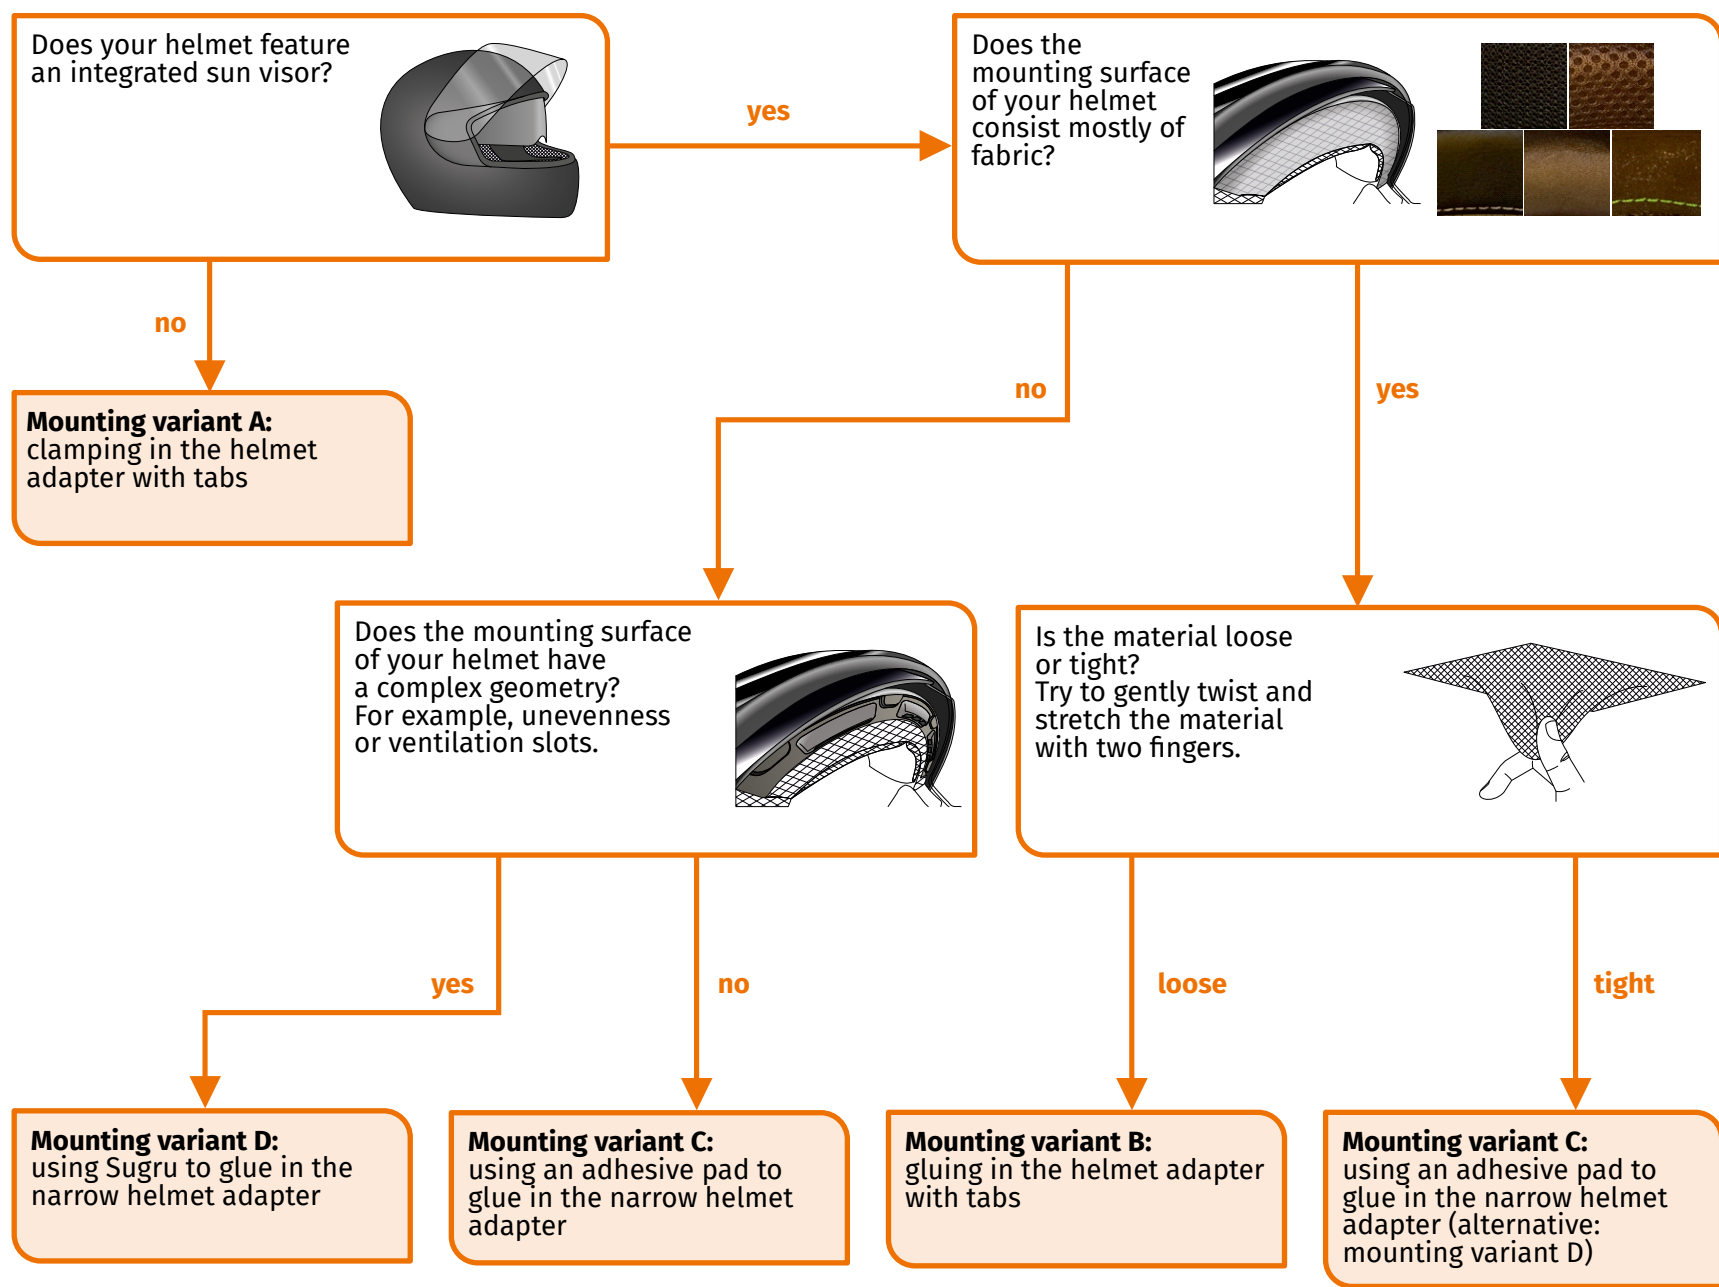 Does your helmet feature
an integrated sun visor?
yes
Does the
mounting surface
of your helmet
consist mostly of
fabric?
no
no
yes
Mounting variant A:
clamping in the helmet
adapter with tabs
Does the mounting surface
of your helmet have
a complex geometry?
For example, unevenness
or ventilation slots.
Is the material loose
or tight?
Try to gently twist and
stretch the material
with two fingers.
yes
no
loose
tight
Mounting variant D:
using Sugru to glue in the
narrow helmet adapter
Mounting variant C:
using an adhesive pad to
glue in the narrow helmet
adapter
Mounting variant B:
gluing in the helmet adapter
with tabs
Mounting variant C:
using an adhesive pad to
glue in the narrow helmet
adapter (alternative:
mounting variant D)